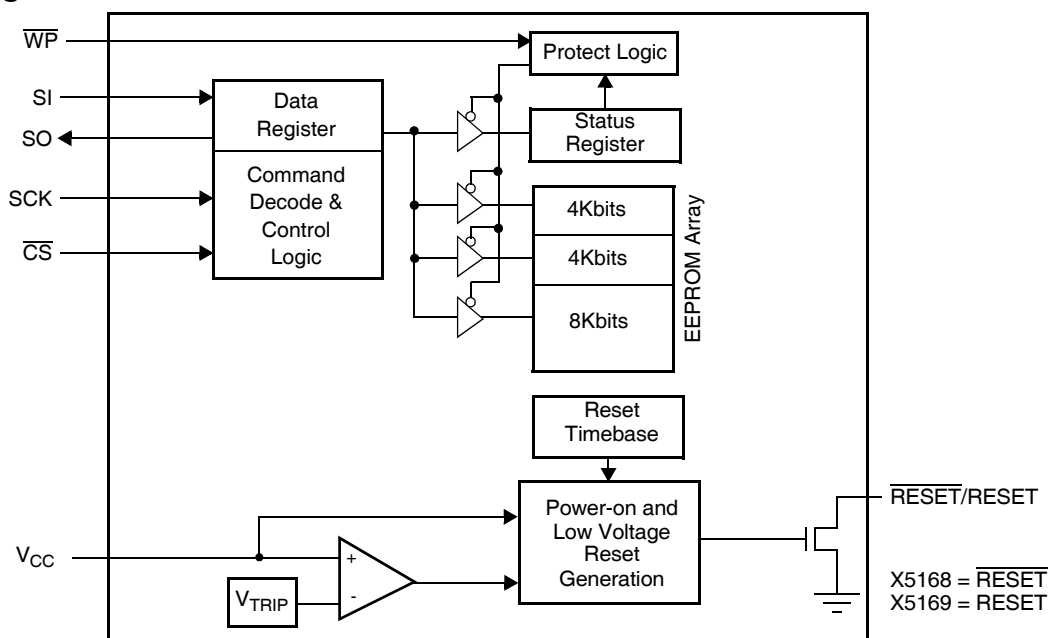 WP
Protect Logic
SI
Data
Register
SO
Status
Register
SCK
Command
Decode &
Control
Logic
CS
4Kbits
4Kbits
8Kbits
EEPROM Array
Reset
Timebase
Power-on and
Low Voltage
Reset
Generation
RESET/RESET
VCC
+
-
VTRIP
X5168 = RESET
X5169 = RESET